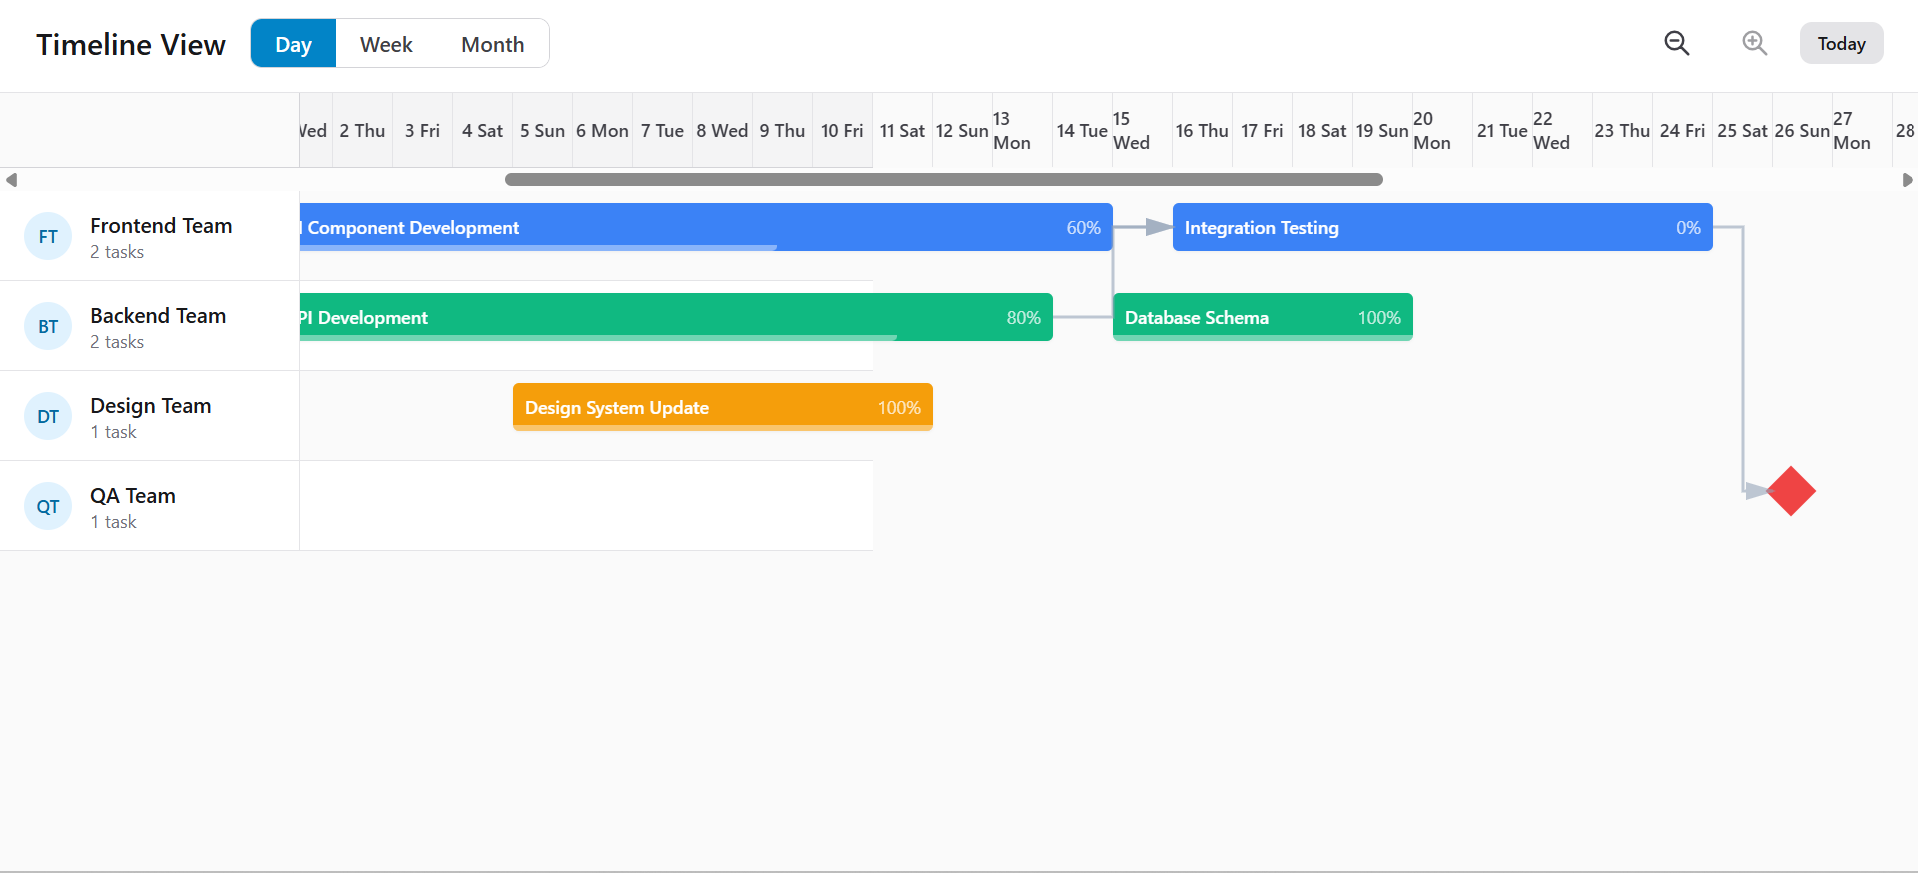 Timeline View
Day
Week
Month
Today
2 Thu
3 Fri
4 Sat
5 Sun
6 Mon
7 Tue
8 Wed
9 Thu
10 Fri
11 Sat
12 Sun
13
Mon
14 Tue
15
Wed
16 Thu
17 Fri
18 Sat
19 Sun
20
Mon
21 Tue
22
Wed
23 Thu
24 Fri
25 Sat
26 Sun
27
Mon
28
FT
Frontend Team
2 tasks
Component Development
60%
Integration Testing
0%
BT
Backend Team
2 tasks
PI Development
80%
Database Schema
100%
DT
Design Team
1 task
Design System Update
100%
QT
QA Team
1 task